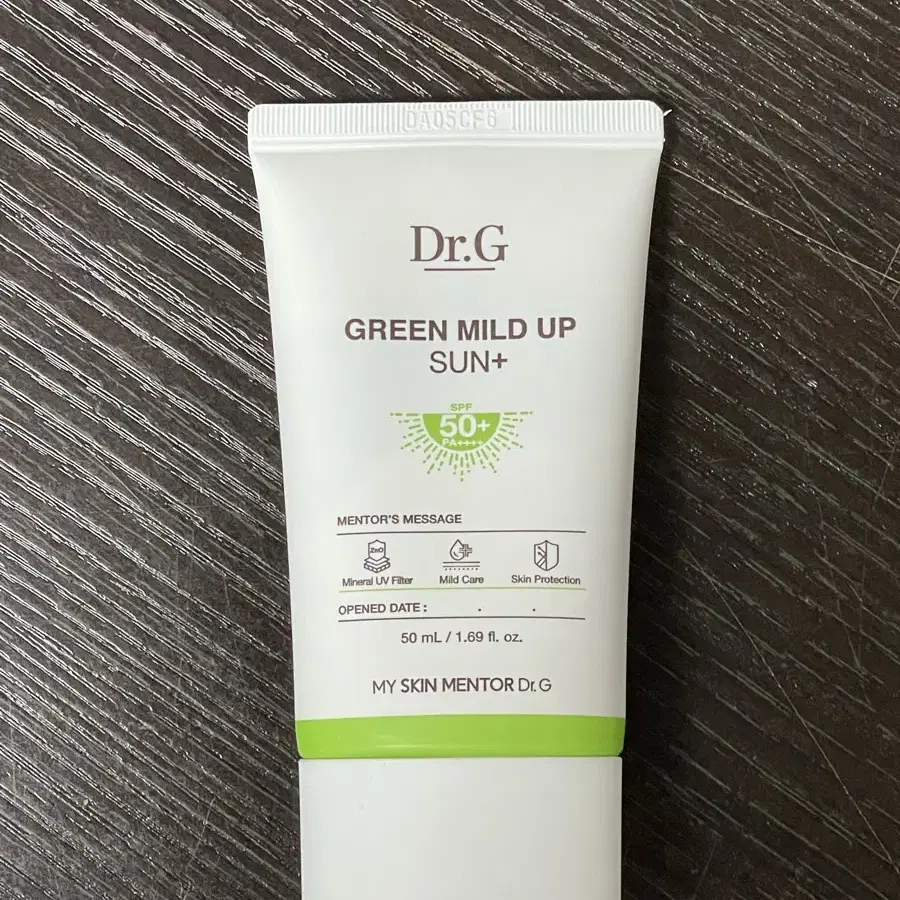 DA05CF6
Dr.G
GREEN MILD UP
SUN+
SPF
50+
PA++++
MENTOR'S MESSAGE
ZnO
Mineral UV Filter Mild Care Skin Protection
OPENED DATE : . .
50 mL / 1.69 fl. oz.
MY SKIN MENTOR Dr.G